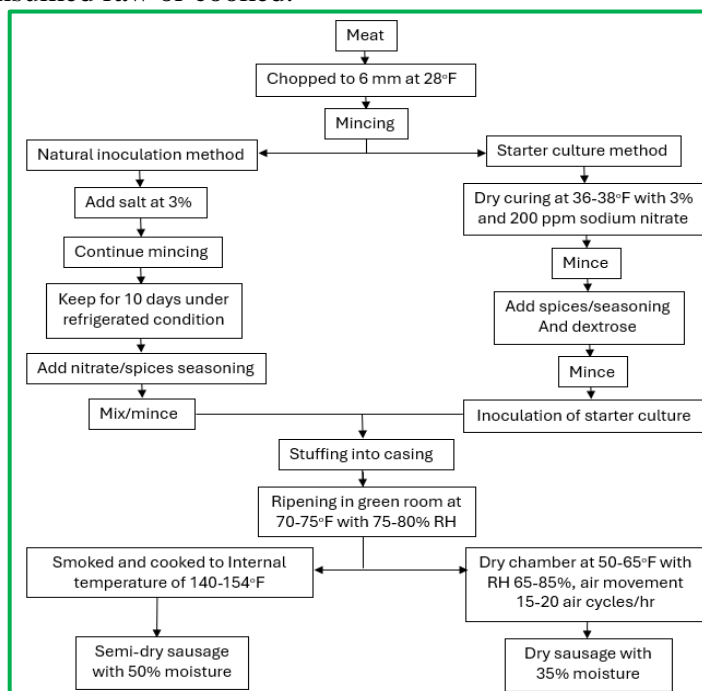 raw or cooked.
Meat
Chopped to 6 mm at 28°F
Mincing
Natural inoculation method
Add salt at 3%
Continue mincing
Keep for 10 days under
refrigerated condition
Add nitrate/spices seasoning
Mix/mince
Starter culture method
Dry curing at 36-38°F with 3%
and 200 ppm sodium nitrate
Mince
Add spices/seasoning
And dextrose
Mince
Inoculation of starter culture
Stuffing into casing
Ripening in green room at
70-75°F with 75-80% RH
Smoked and cooked to Internal
temperature of 140-154°F
Semi-dry sausage
with 50% moisture
Dry chamber at 50-65°F with
RH 65-85%, air movement
15-20 air cycles/hr
Dry sausage with
35% moisture